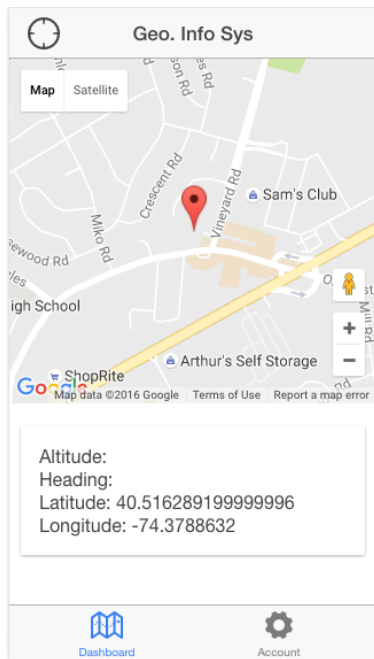 Geo. Info Sys
Map Satellite
Crescent Rd
Miko Rd
Vineyard Rd
Sam's Club
ewood Rd
igh School
Arthur's Self Storage
ShopRite
Google
Map data ©2016 Google Terms of Use Report a map error
Altitude:
Heading:
Latitude: 40.516289199999996
Longitude: -74.3788632
Dashboard Account